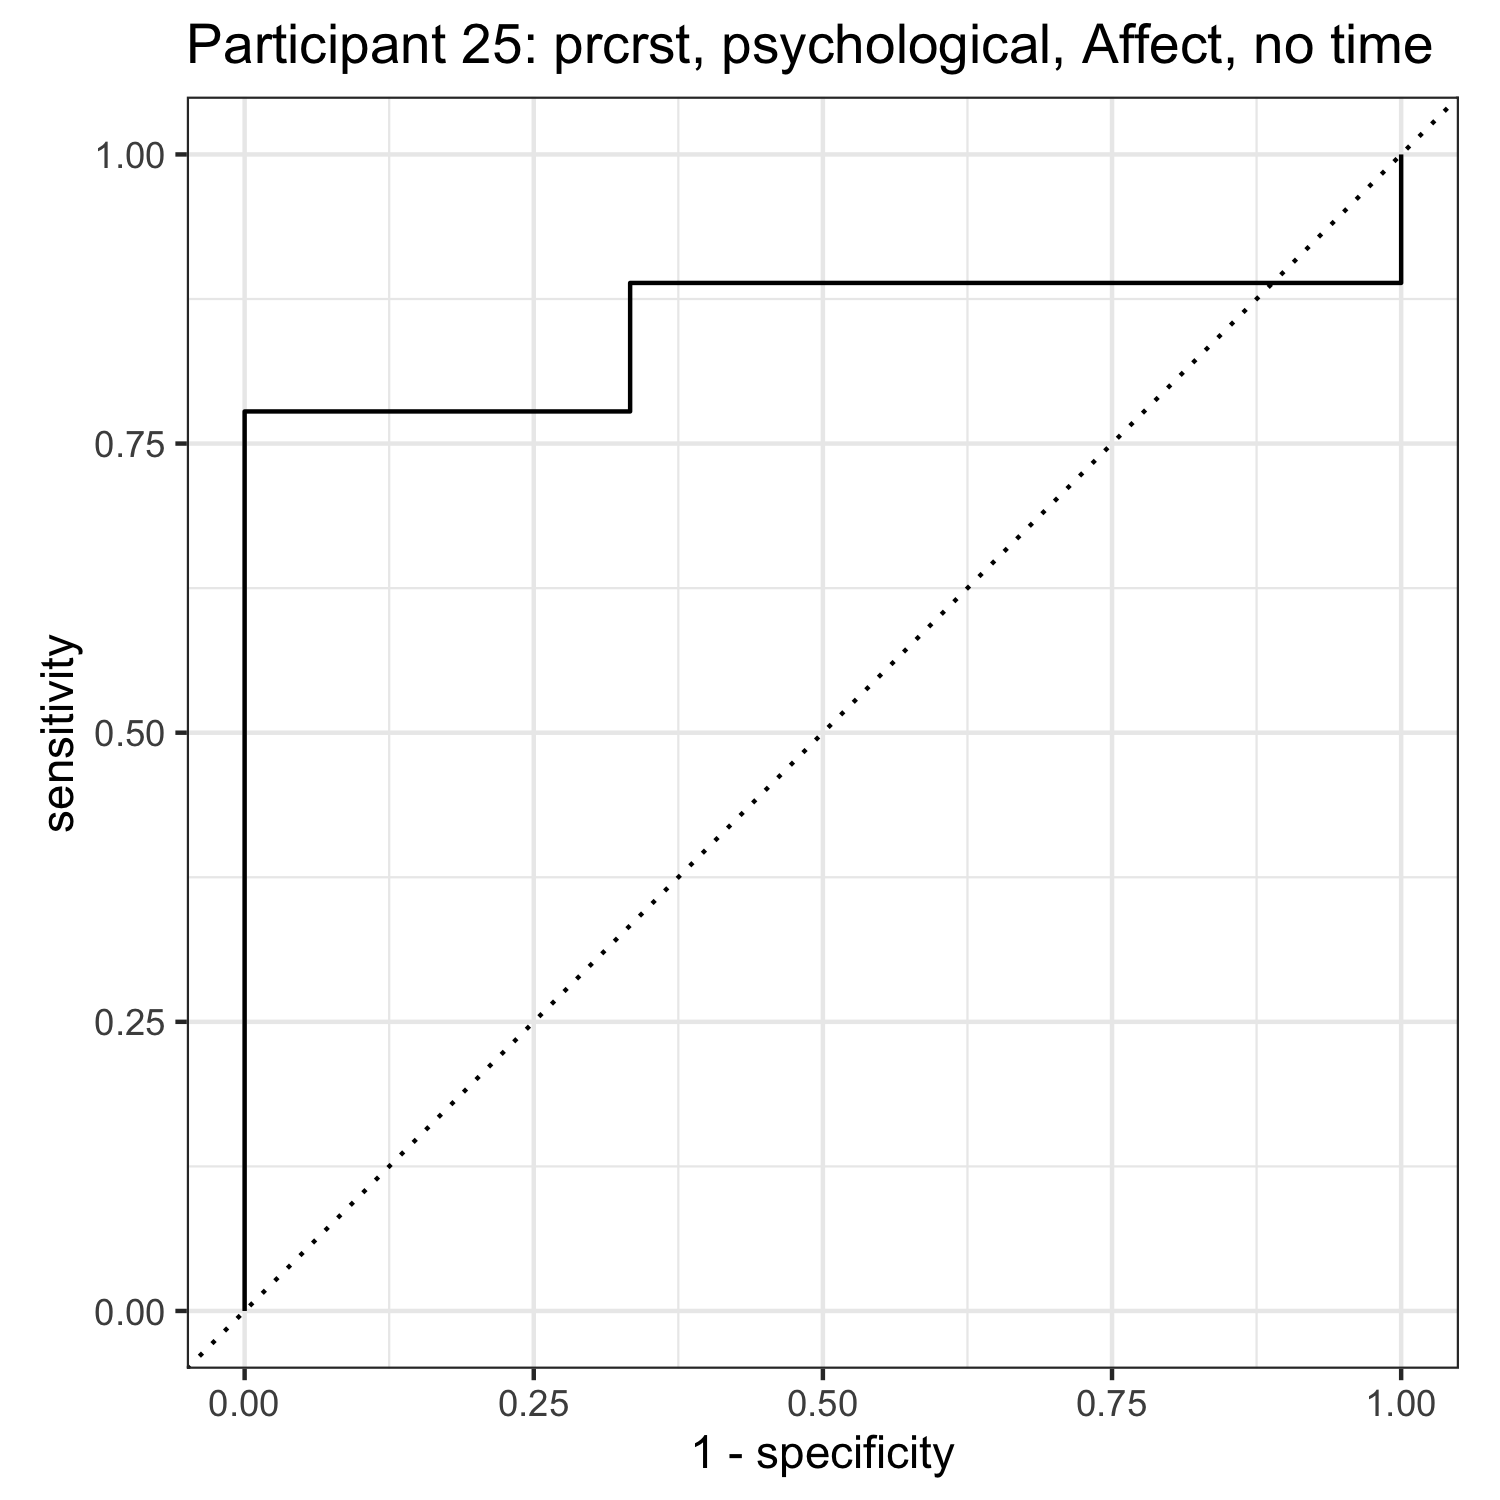 Participant 25: prcrst, psychological, Affect, no time
1.00
0.75
0.50
0.25
0.00
sensitivity
0.00 0.25 0.50 0.75 1.00
1 - specificity